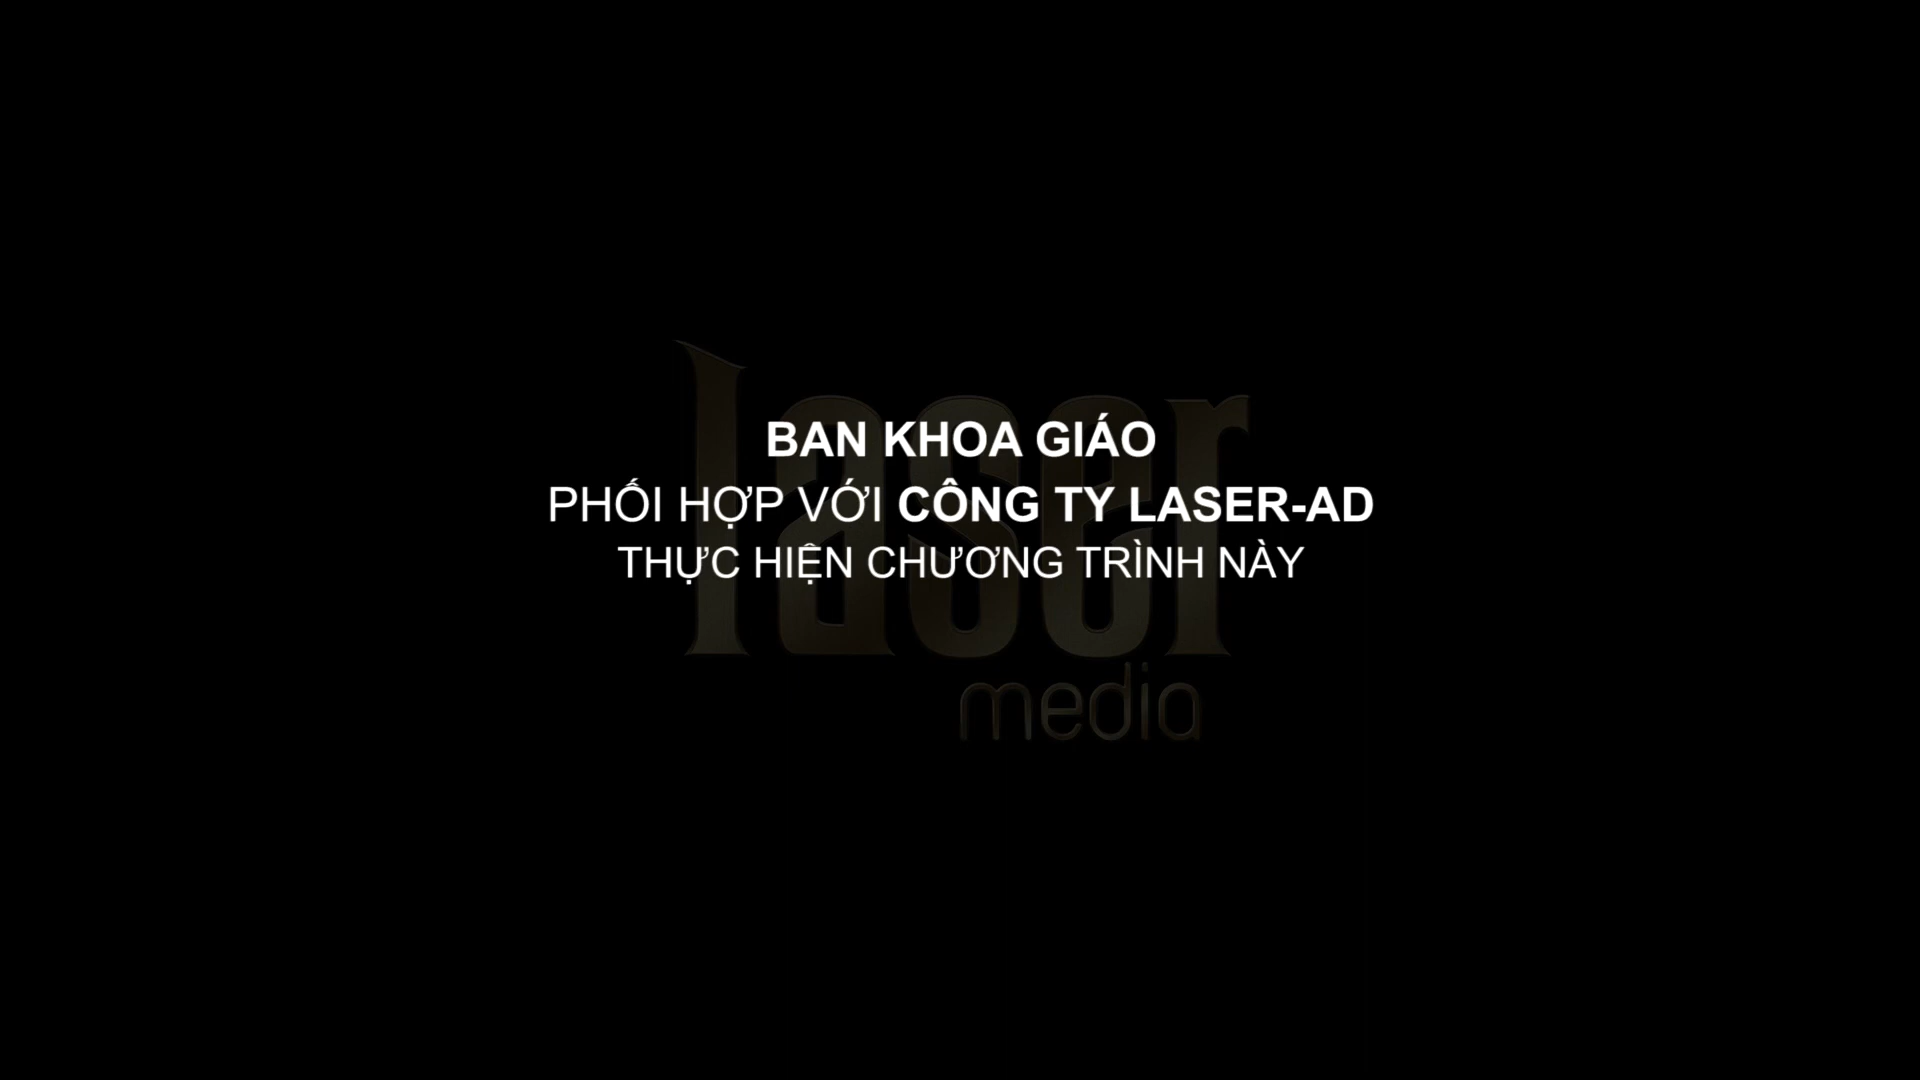 BAN KHOA GIÁO
PHỐI HỢP VỚI CÔNG TY LASER-AD
THỰC HIỆN CHƯƠNG TRÌNH NÀY
laser
media